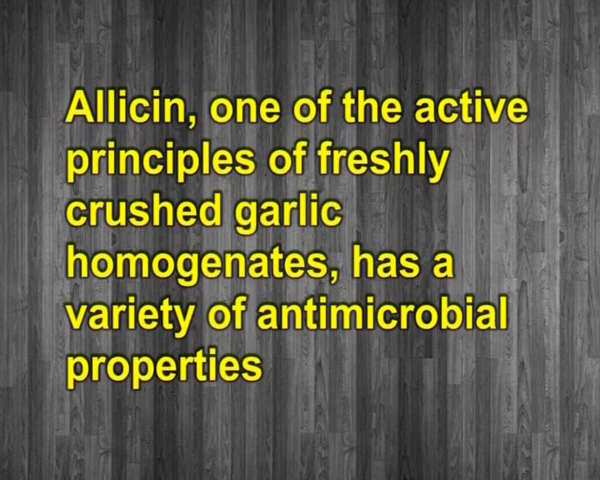 Allicin, one of the active
principles of freshly
crushed garlic
homogenates, has a
variety of antimicrobial
properties